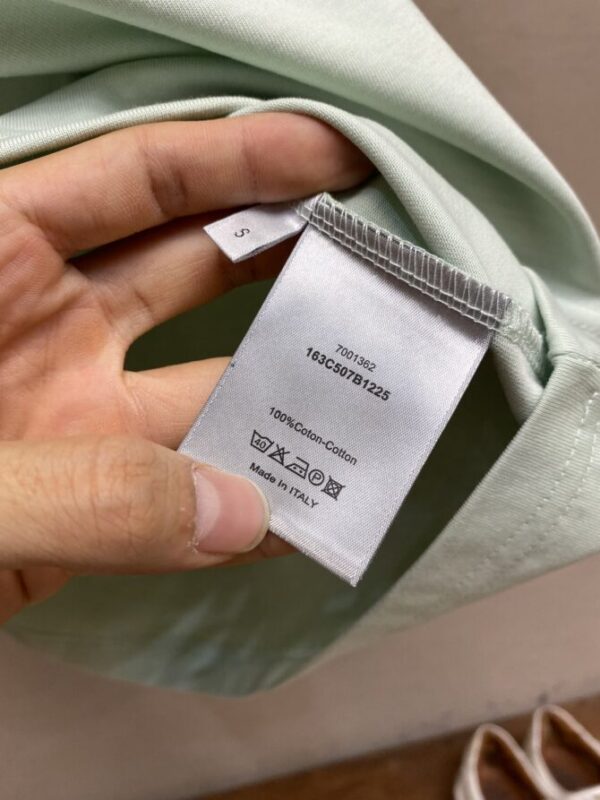 S
7001362
163C507B1225
100%Coton-Cotton
40 P
Made in ITALY